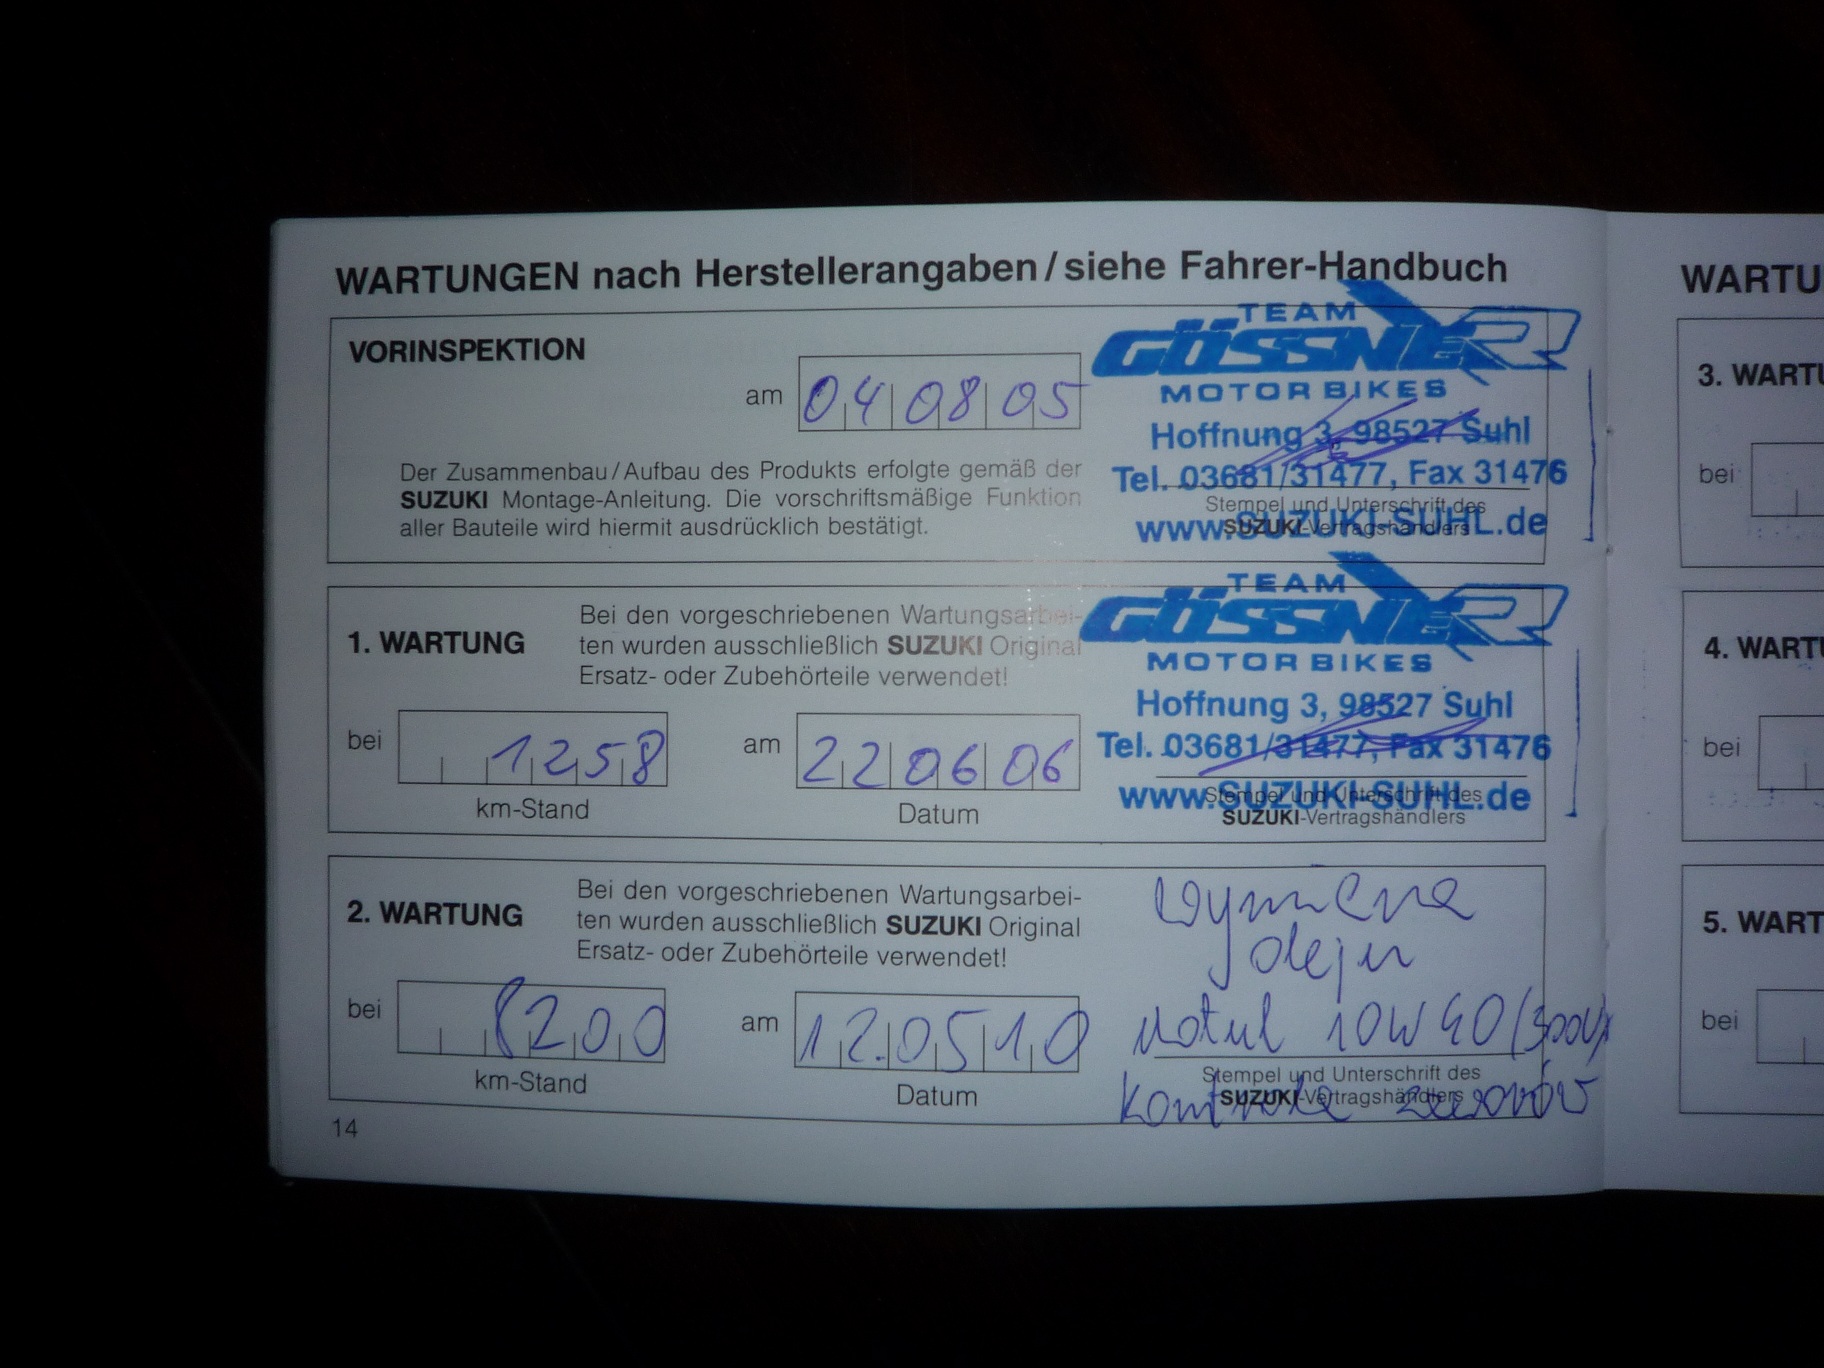 WARTUNGEN nach Herstellerangaben / siehe Fahrer-Handbuch
VORINSPEKTION
am 04 08 05
Der Zusammenbau / Aufbau des Produkts erfolgte gemäß der
SUZUKI Montage-Anleitung. Die vorschriftsmäßige Funktion
aller Bauteile wird hiermit ausdrücklich bestätigt.
TEAM
GÖSSNER
MOTORBIKES
Hoffnung 3, 98527 Suhl
Tel. 03681/31477, Fax 31476
Stempel und Unterschrift des
SUZUKI-Vertragshändlers
www.SUZUKI-SUHL.de
1. WARTUNG
Bei den vorgeschriebenen Wartungsarbei-
ten wurden ausschließlich SUZUKI Original
Ersatz- oder Zubehörteile verwendet!
bei 1258
km-Stand
am 22 06 06
Datum
TEAM
GÖSSNER
MOTORBIKES
Hoffnung 3, 98527 Suhl
Tel. 03681/31477, Fax 31476
www.SUZUKI-SUHL.de
Stempel und Unterschrift des
SUZUKI-Vertragshändlers
2. WARTUNG
Bei den vorgeschriebenen Wartungsarbei-
ten wurden ausschließlich SUZUKI Original
Ersatz- oder Zubehörteile verwendet!
bei 8200
km-Stand
am 12.05 10
Datum
Wymiana
oleju
Motul 10W40 (300V)
Stempel und Unterschrift des
SUZUKI-Vertragshändlers
Kontrola zaworów
14
WARTU
3. WARTU
bei
4. WARTU
bei
5. WART
bei